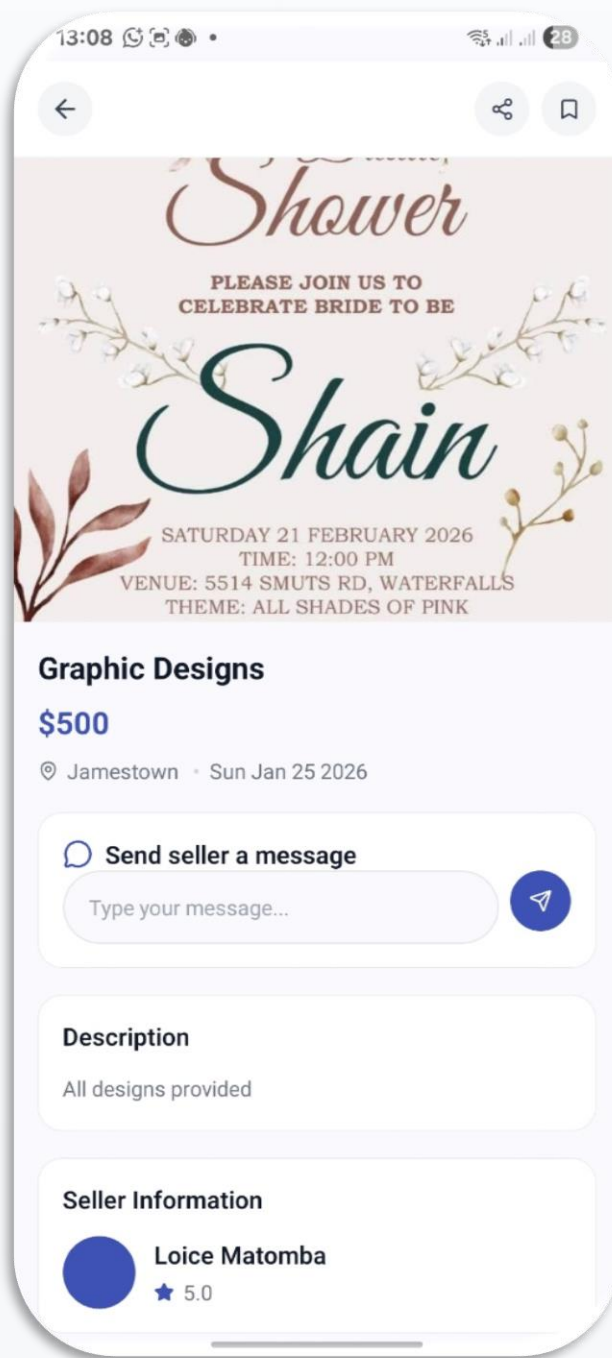 13:08
28
Shower
PLEASE JOIN US TO
CELEBRATE BRIDE TO BE
Shain
SATURDAY 21 FEBRUARY 2026
TIME: 12:00 PM
VENUE: 5514 SMUTS RD, WATERFALLS
THEME: ALL SHADES OF PINK
Graphic Designs
$500
Jamestown • Sun Jan 25 2026
Send seller a message
Type your message...
Description
All designs provided
Seller Information
Loice Matomba
5.0